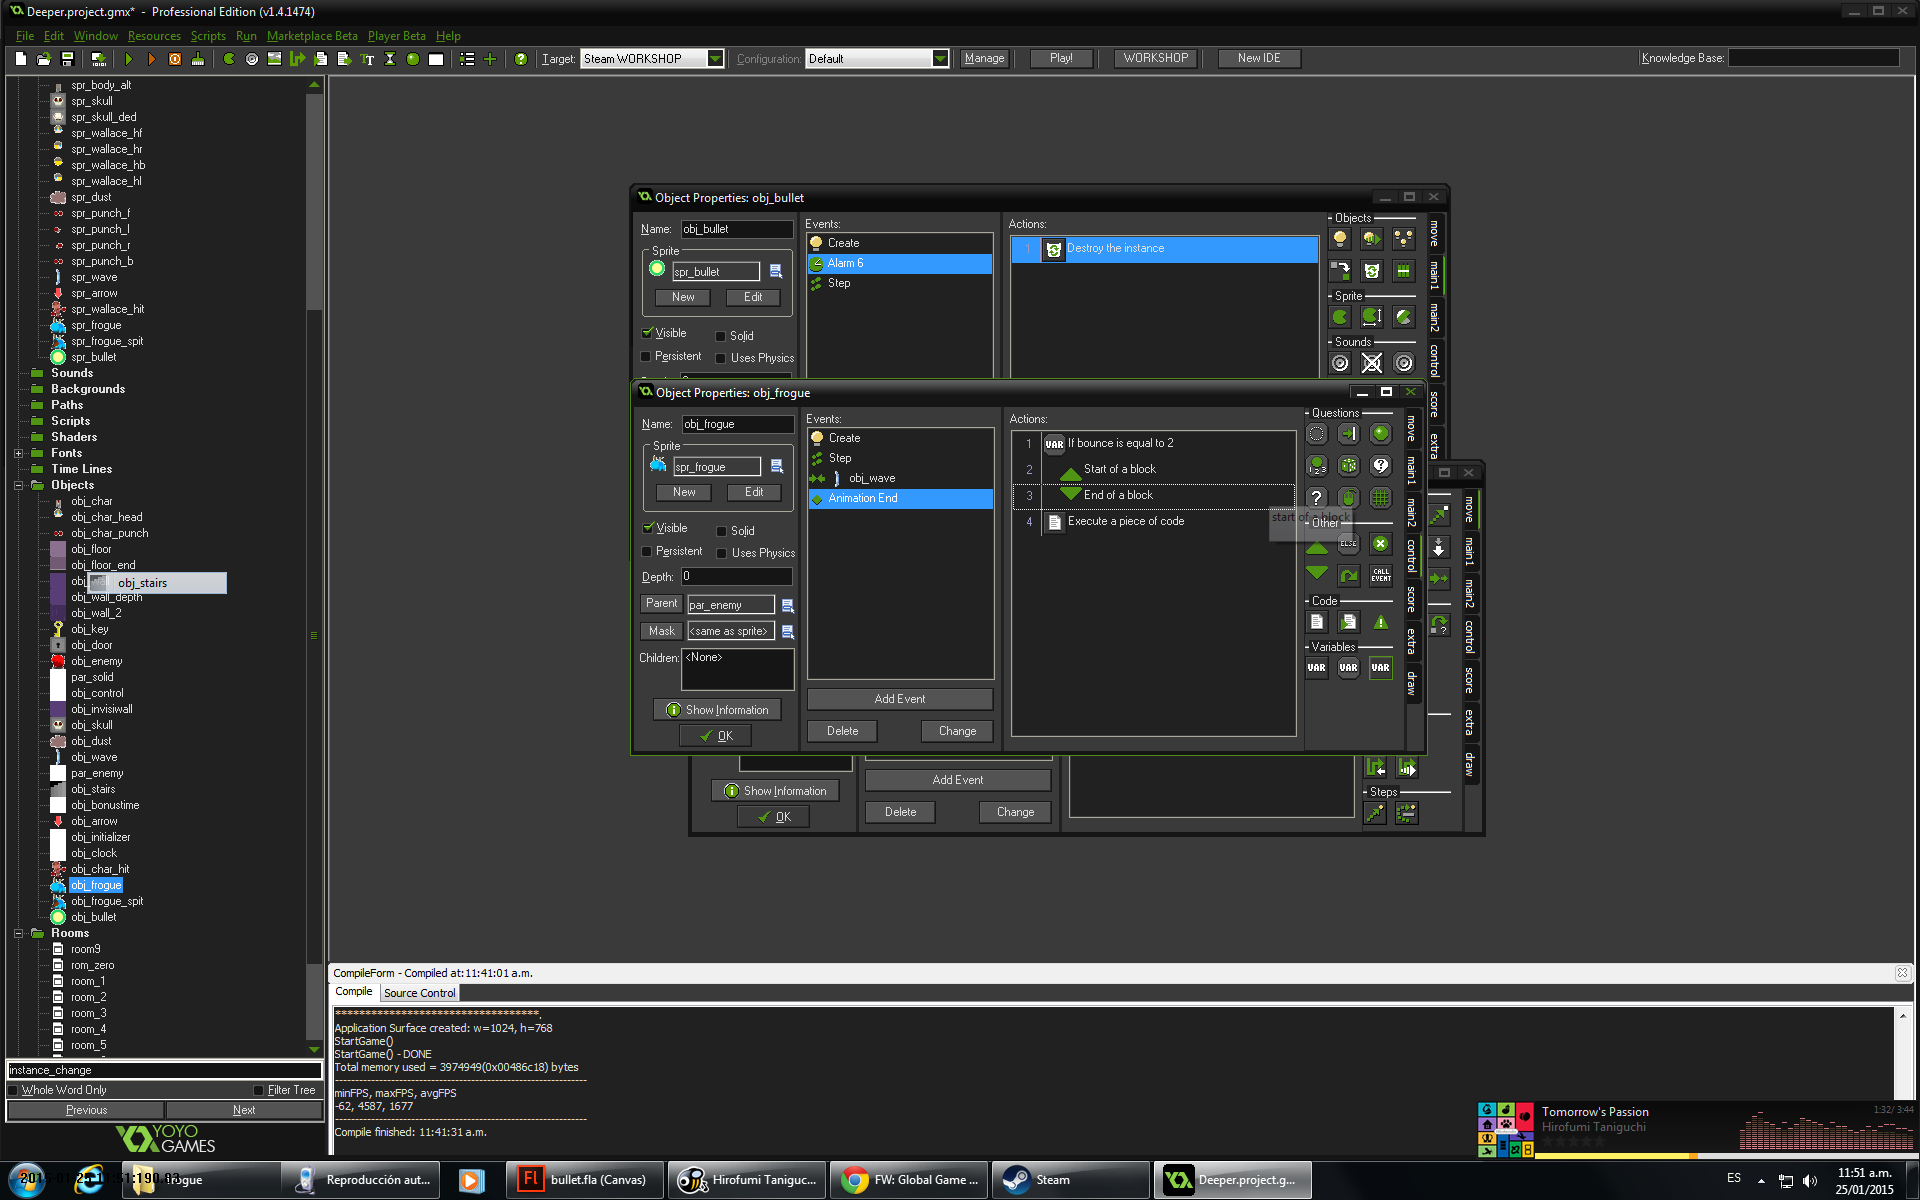 Deeper.project.gmx* - Professional Edition (v1.4.1474)
File Edit Window Resources Scripts Run Marketplace Beta Player Beta Help
Target: Steam WORKSHOP Configuration: Default Manage Play! WORKSHOP New IDE Knowledge Base:
spr_body_alt
spr_skull
spr_skull_ded
spr_wallace_hf
spr_wallace_hr
spr_wallace_hb
spr_wallace_hl
spr_dust
spr_punch_f
spr_punch_l
spr_punch_r
spr_punch_b
spr_wave
spr_arrow
spr_wallace_hit
spr_frogue
spr_frogue_spit
spr_bullet
Sounds
Backgrounds
Paths
Scripts
Shaders
Fonts
Time Lines
Objects
obj_char
obj_char_head
obj_char_punch
obj_floor
obj_floor_end
obj_stairs
obj_wall_depth
obj_wall_2
obj_key
obj_door
obj_enemy
par_solid
obj_control
obj_invisiwall
obj_skull
obj_dust
obj_wave
par_enemy
obj_stairs
obj_bonustime
obj_arrow
obj_initializer
obj_clock
obj_char_hit
obj_frogue
obj_frogue_spit
obj_bullet
Rooms
room9
rom_zero
room_1
room_2
room_3
room_4
room_5
instance_change
Whole Word Only Filter Tree
Previous Next
YOYO
GAMES
Object Properties: obj_bullet
Name: obj_bullet
Sprite
spr_bullet
New Edit
Visible Solid
Persistent Uses Physics
Events:
Create
Alarm 6
Step
Actions:
1 Destroy the instance
Objects
Sprite
Sounds
move
main1
main2
control
score
extra
Object Properties: obj_frogue
Name: obj_frogue
Sprite
spr_frogue
New Edit
Visible Solid
Persistent Uses Physics
Depth: 0
Parent par_enemy
Mask <same as sprite>
Children: <None>
Show Information
OK
Events:
Create
Step
obj_wave
Animation End
Add Event
Delete Change
Actions:
1 VAR If bounce is equal to 2
2 Start of a block
3 End of a block
4 Execute a piece of code
start of a block
Questions
Other
ELSE
CALL EVENT
Code
Variables
VAR VAR VAR
move
main1
main2
control
score
extra
draw
move
main1
main2
control
score
extra
draw
Show Information
OK
Add Event
Delete Change
Steps
CompileForm - Compiled at:11:41:01 a.m.
Compile Source Control
***********************************.
Application Surface created: w=1024, h=768
StartGame()
StartGame() - DONE
Total memory used = 3974949(0x00486c18) bytes
minFPS, maxFPS, avgFPS
-62, 4587, 1677
Compile finished: 11:41:31 a.m.
Tomorrow's Passion
Hirofumi Taniguchi
1:32/ 3:44
Reproducción aut...
bullet.fla (Canvas)
Hirofumi Taniguc...
FW: Global Game ...
Steam
Deeper.project.g...
ES
11:51 a.m.
25/01/2015